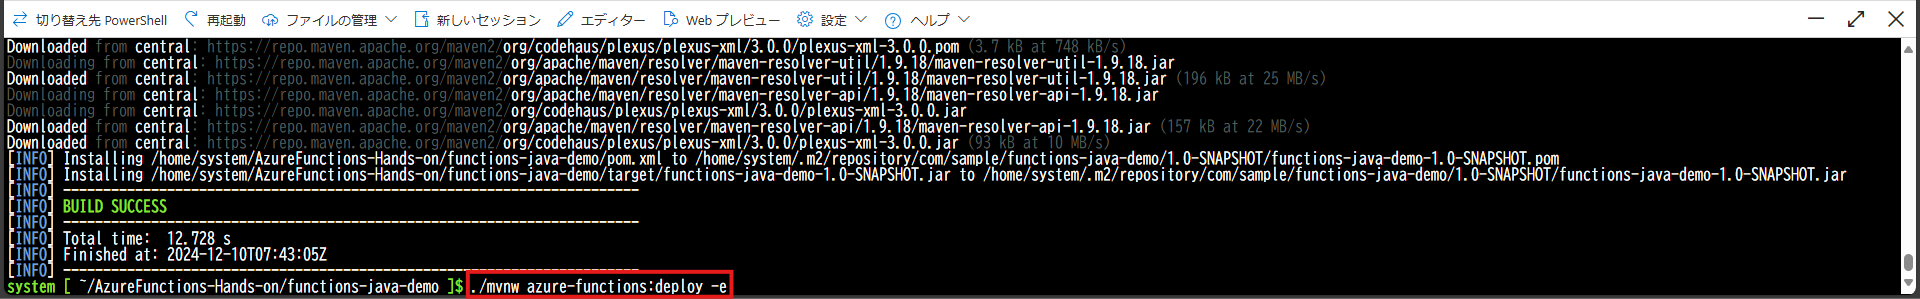 切り替え先 PowerShell 再起動 ファイルの管理 新しいセッション エディター Web プレビュー 設定 ヘルプ
Downloaded from central: https://repo.maven.apache.org/maven2/org/codehaus/plexus/plexus-xml/3.0.0/plexus-xml-3.0.0.pom (3.7 kB at 748 kB/s)
Downloading from central: https://repo.maven.apache.org/maven2/org/apache/maven/resolver/maven-resolver-util/1.9.18/maven-resolver-util-1.9.18.jar
Downloaded from central: https://repo.maven.apache.org/maven2/org/apache/maven/resolver/maven-resolver-util/1.9.18/maven-resolver-util-1.9.18.jar (196 kB at 25 MB/s)
Downloading from central: https://repo.maven.apache.org/maven2/org/apache/maven/resolver/maven-resolver-api/1.9.18/maven-resolver-api-1.9.18.jar
Downloading from central: https://repo.maven.apache.org/maven2/org/codehaus/plexus/plexus-xml/3.0.0/plexus-xml-3.0.0.jar
Downloaded from central: https://repo.maven.apache.org/maven2/org/apache/maven/resolver/maven-resolver-api/1.9.18/maven-resolver-api-1.9.18.jar (157 kB at 22 MB/s)
Downloaded from central: https://repo.maven.apache.org/maven2/org/codehaus/plexus/plexus-xml/3.0.0/plexus-xml-3.0.0.jar (93 kB at 10 MB/s)
[INFO] Installing /home/system/AzureFunctions-Hands-on/functions-java-demo/pom.xml to /home/system/.m2/repository/com/sample/functions-java-demo/1.0-SNAPSHOT/functions-java-demo-1.0-SNAPSHOT.pom
[INFO] Installing /home/system/AzureFunctions-Hands-on/functions-java-demo/target/functions-java-demo-1.0-SNAPSHOT.jar to /home/system/.m2/repository/com/sample/functions-java-demo/1.0-SNAPSHOT/functions-java-demo-1.0-SNAPSHOT.jar
[INFO] ------------------------------------------------------------------------
[INFO] BUILD SUCCESS
[INFO] ------------------------------------------------------------------------
[INFO] Total time:  12.728 s
[INFO] Finished at: 2024-12-10T07:43:05Z
[INFO] ------------------------------------------------------------------------
system [ ~/AzureFunctions-Hands-on/functions-java-demo ]$ ./mvnw azure-functions:deploy -e